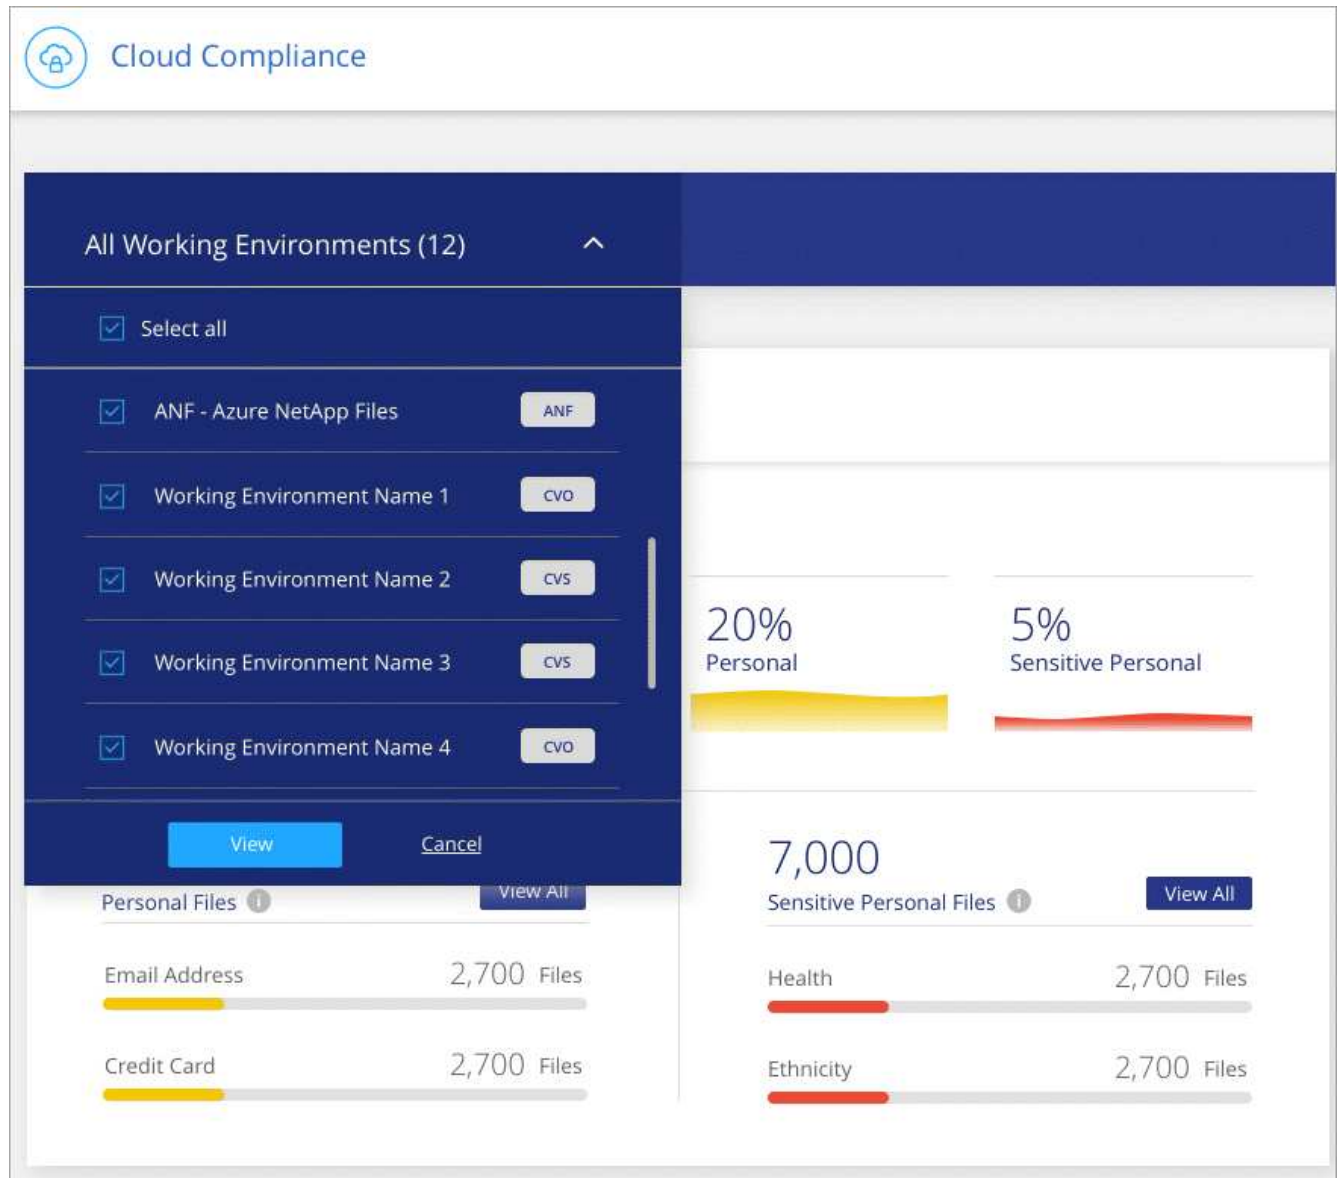 Cloud Compliance
All Working Environments (12)
Select all
ANF - Azure NetApp Files ANF
Working Environment Name 1 CVO
Working Environment Name 2 CVS
Working Environment Name 3 CVS
Working Environment Name 4 CVO
View Cancel
20%
Personal
5%
Sensitive Personal
Personal Files View All
Email Address 2,700 Files
Credit Card 2,700 Files
7,000
Sensitive Personal Files View All
Health 2,700 Files
Ethnicity 2,700 Files